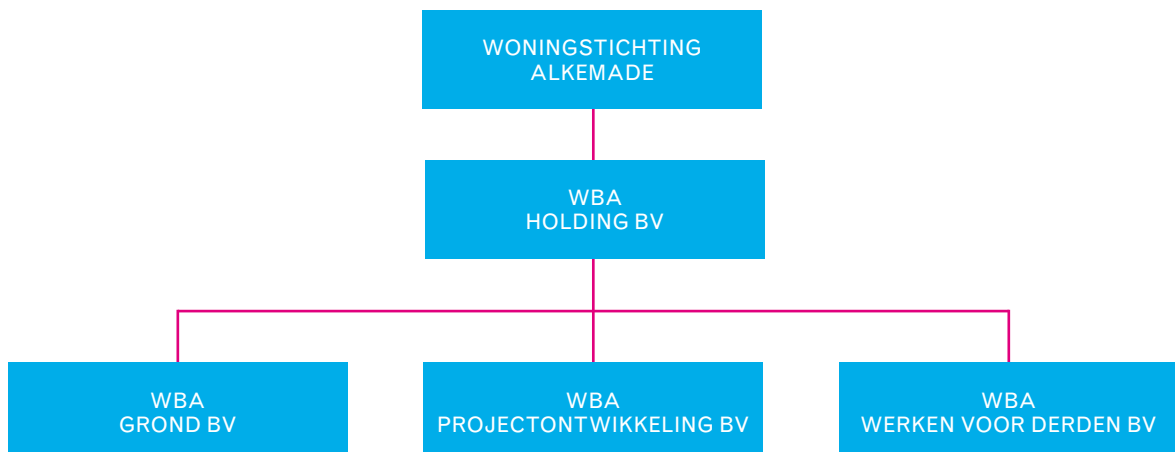 WONINGSTICHTING
ALKEMADE
WBA
HOLDING BV
WBA
GROND BV
WBA
PROJECTONTWIKKELING BV
WBA
WERKEN VOOR DERDEN BV